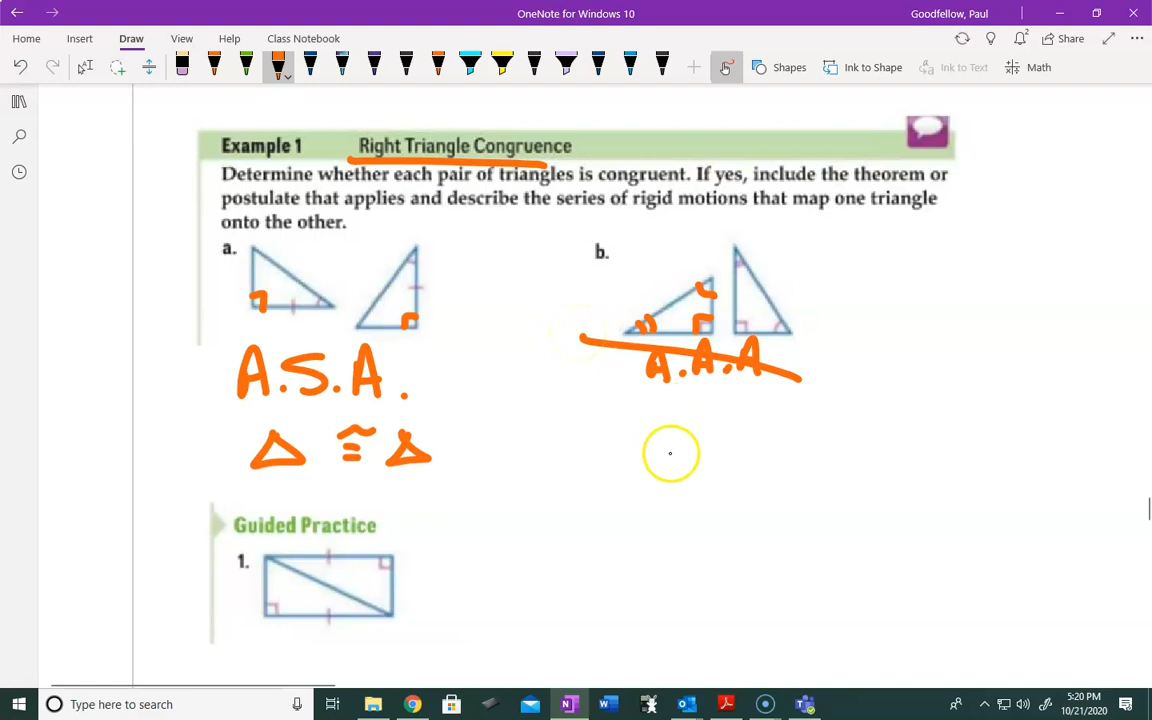 OneNote for Windows 10
Goodfellow, Paul
Home Insert Draw View Help Class Notebook
Share
Shapes Ink to Shape Ink to Text Math
Example 1 Right Triangle Congruence
Determine whether each pair of triangles is congruent. If yes, include the theorem or
postulate that applies and describe the series of rigid motions that map one triangle
onto the other.
a. b.
A.S.A. A.A.A
△ ≅ △
Guided Practice
1.
Type here to search
5:20 PM
10/21/2020